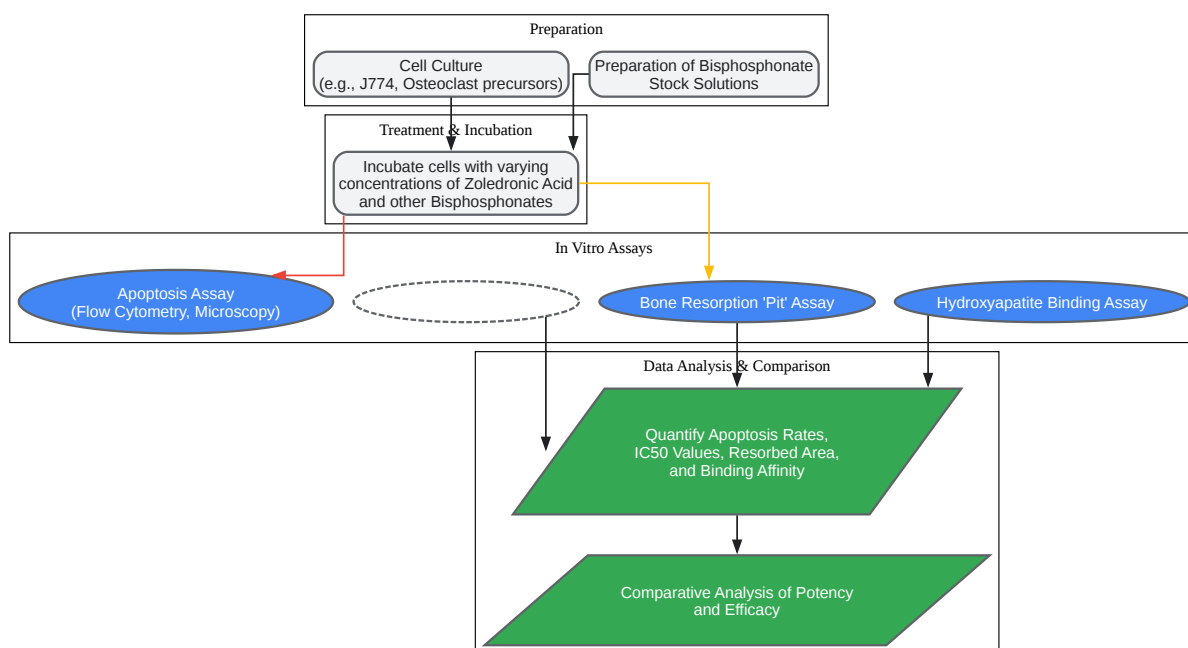 Preparation
Cell Culture
(e.g., J774, Osteoclast precursors)
Preparation of Bisphosphonate
Stock Solutions
Treatment & Incubation
Incubate cells with varying
concentrations of Zoledronic Acid
and other Bisphosphonates
In Vitro Assays
Apoptosis Assay
(Flow Cytometry, Microscopy)
Bone Resorption 'Pit' Assay
Hydroxyapatite Binding Assay
Data Analysis & Comparison
Quantify Apoptosis Rates,
IC50 Values, Resorbed Area,
and Binding Affinity
Comparative Analysis of Potency
and Efficacy